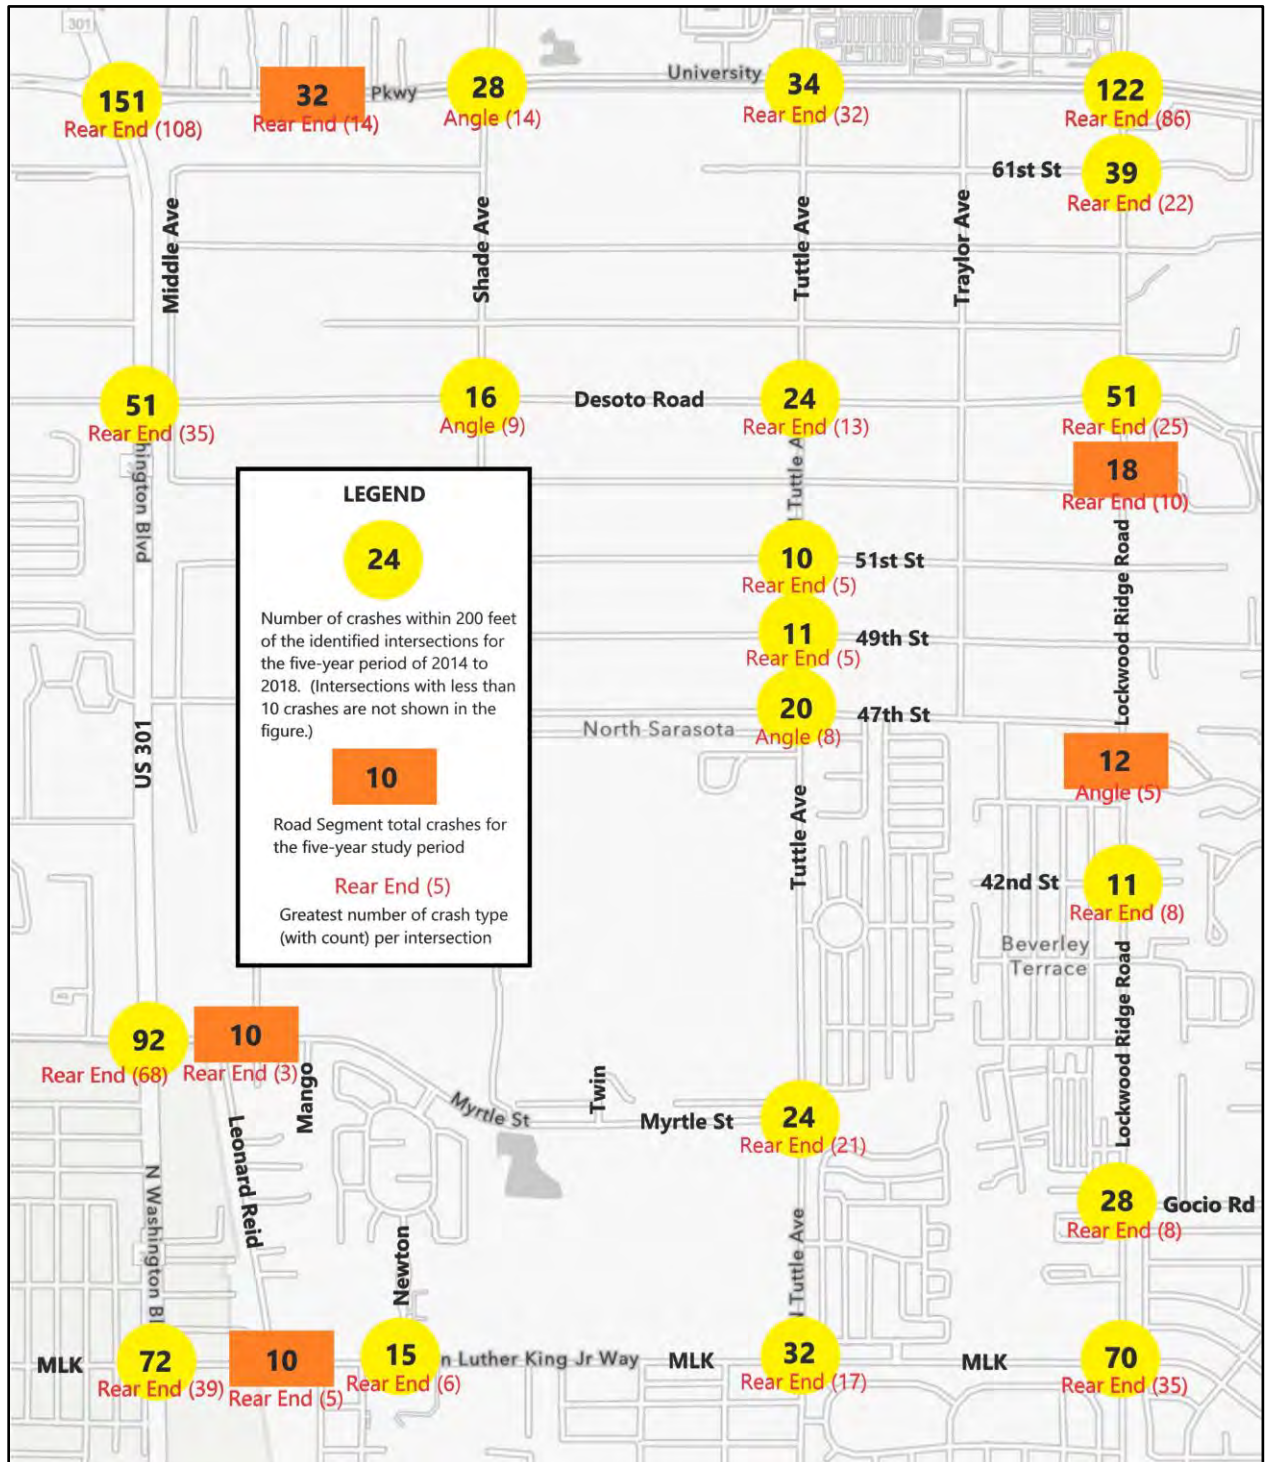 301
University
Pkwy
151
Rear End (108)
32
Rear End (14)
28
Angle (14)
34
Rear End (32)
122
Rear End (86)
61st St
39
Rear End (22)
Middle Ave
Shade Ave
Tuttle Ave
Traylor Ave
51
Rear End (35)
16
Angle (9)
Desoto Road
24
Rear End (13)
51
Rear End (25)
hington Blvd
l Tuttle A
18
Rear End (10)
LEGEND
24
Number of crashes within 200 feet
of the identified intersections for
the five-year period of 2014 to
2018. (Intersections with less than
10 crashes are not shown in the
figure.)
10
Road Segment total crashes for
the five-year study period
Rear End (5)
Greatest number of crash type
(with count) per intersection
10
Rear End (5)
51st St
11
Rear End (5)
49th St
20
Angle (8)
47th St
North Sarasota
Lockwood Ridge Road
US 301
Tuttle Ave
12
Angle (5)
42nd St
11
Rear End (8)
Beverley
Terrace
Lockwood Ridge Road
92
Rear End (68)
10
Rear End (3)
Mango
Leonard Reid
Myrtle St
Twin
Myrtle St
24
Rear End (21)
28
Rear End (8)
Gocio Rd
N Washington Bl
Newton
l Tuttle Ave
MLK
72
Rear End (39)
10
Rear End (5)
15
Rear End (6)
n Luther King Jr Way
MLK
32
Rear End (17)
MLK
70
Rear End (35)